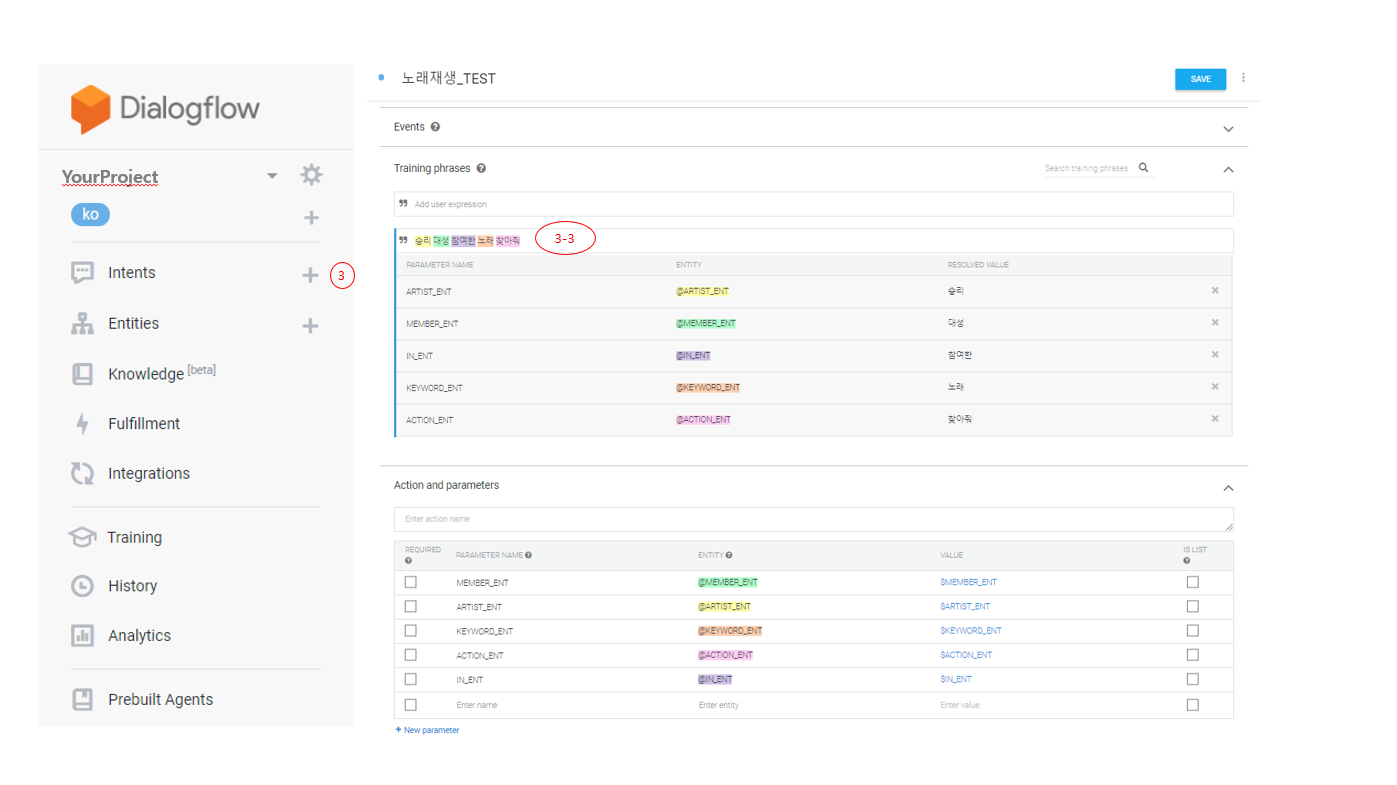 Dialogflow
YourProject
ko
Intents
3
Entities
Knowledge [beta]
Fulfillment
Integrations
Training
History
Analytics
Prebuilt Agents
노래재생_TEST
SAVE
Events
Training phrases
Search training phrases
Add user expression
승리 대성 참여한 노래 찾아줘
3-3
PARAMETER NAME ENTITY RESOLVED VALUE
ARTIST_ENT @ARTIST_ENT 승리
MEMBER_ENT @MEMBER_ENT 대성
IN_ENT @IN_ENT 참여한
KEYWORD_ENT @KEYWORD_ENT 노래
ACTION_ENT @ACTION_ENT 찾아줘
Action and parameters
Enter action name
REQUIRED PARAMETER NAME ENTITY VALUE IS LIST
MEMBER_ENT @MEMBER_ENT $MEMBER_ENT
ARTIST_ENT @ARTIST_ENT $ARTIST_ENT
KEYWORD_ENT @KEYWORD_ENT $KEYWORD_ENT
ACTION_ENT @ACTION_ENT $ACTION_ENT
IN_ENT @IN_ENT $IN_ENT
Enter name Enter entity Enter value
+ New parameter